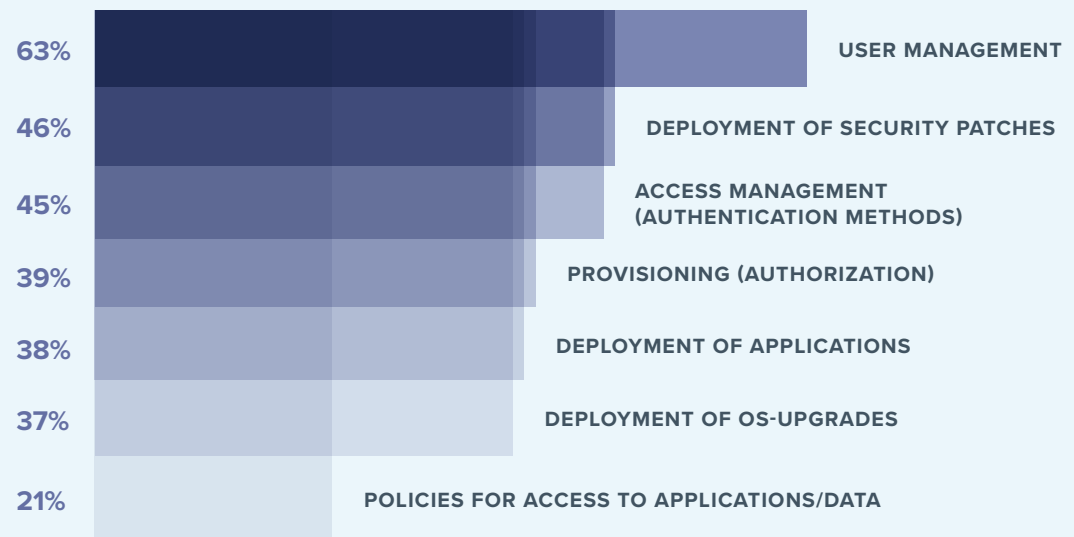 63% USER MANAGEMENT
46% DEPLOYMENT OF SECURITY PATCHES
45% ACCESS MANAGEMENT
(AUTHENTICATION METHODS)
39% PROVISIONING (AUTHORIZATION)
38% DEPLOYMENT OF APPLICATIONS
37% DEPLOYMENT OF OS-UPGRADES
21% POLICIES FOR ACCESS TO APPLICATIONS/DATA